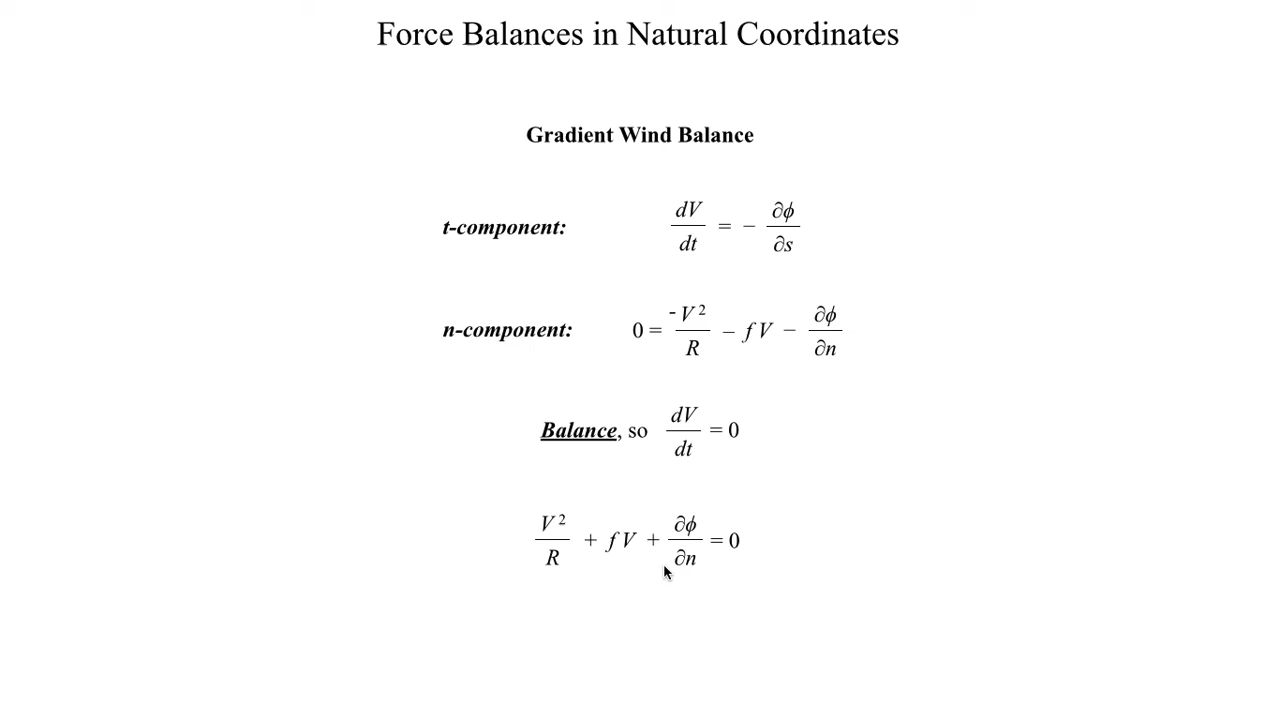 Force Balances in Natural Coordinates
Gradient Wind Balance
t-component: dV/dt = − ∂ϕ/∂s
n-component: 0 = -V²/R − fV − ∂ϕ/∂n
Balance, so dV/dt = 0
V²/R + fV + ∂ϕ/∂n = 0